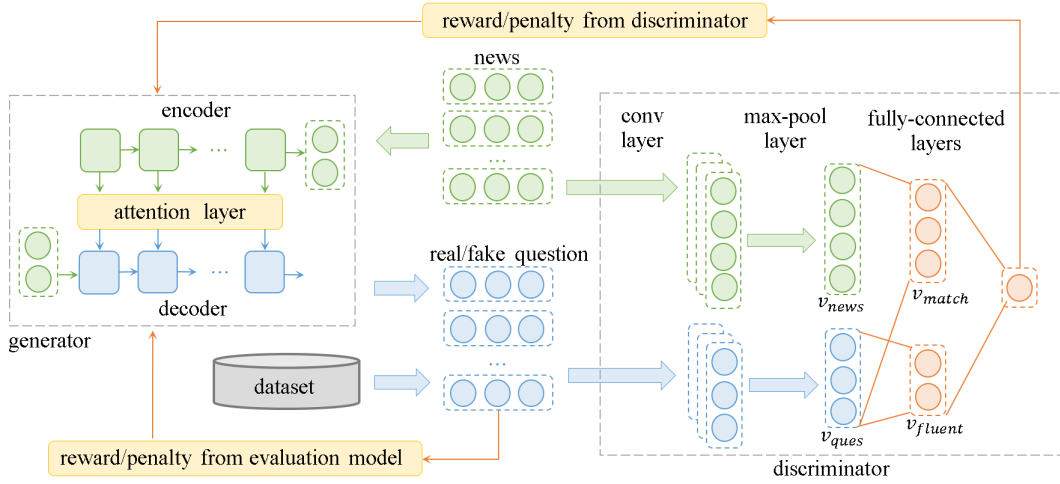 reward/penalty from discriminator
news
encoder
...
attention layer
...
decoder
generator
...
real/fake question
...
dataset
reward/penalty from evaluation model
conv
layer
max-pool
layer
fully-connected
layers
v_news
v_match
v_ques
v_fluent
discriminator